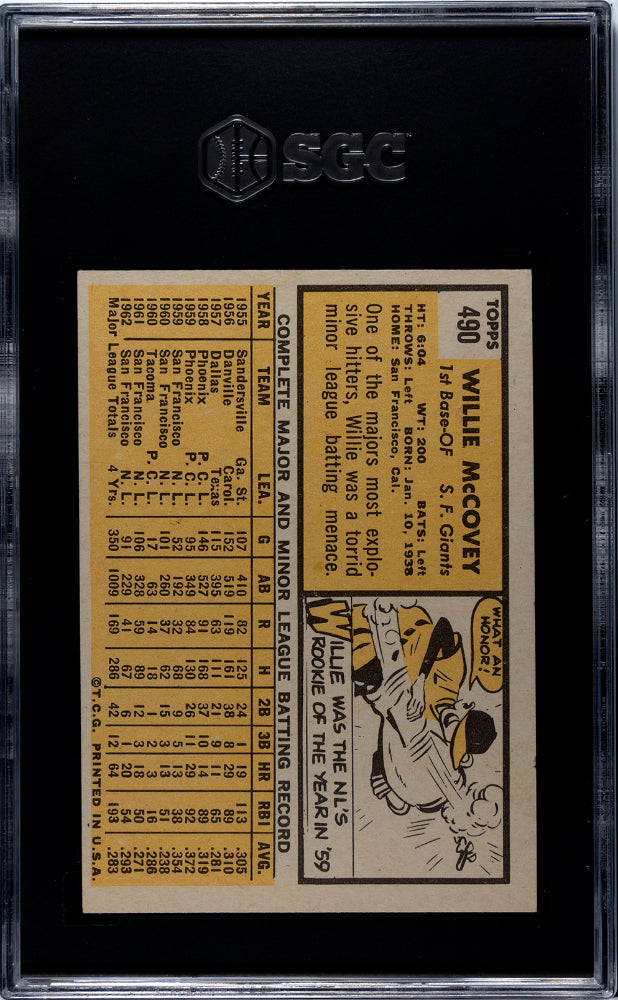 SGC
TOPPS
490
WILLIE McCOVEY
1st Base-OF S. F. Giants
HT: 6:04 WT: 200 BATS: Left
THROWS: Left BORN: Jan. 10, 1938
HOME: San Francisco, Cal.
One of the majors most explo-
sive hitters, Willie was a torrid
minor league batting menace.
WHAT AN
HONOR!
WILLIE WAS THE NL'S
ROOKIE OF THE YEAR IN '59
COMPLETE MAJOR AND MINOR LEAGUE BATTING RECORD
YEAR TEAM LEA. G AB R H 2B 3B HR RBI AVG.
1955 Sandersville Ga. St. 107 410 82 125 24 1 19 113 .305
1956 Danville Carol. 152 519 119 161 38 8 29 89 .310
1957 Dallas Texas 115 395 63 111 21 9 11 65 .281
1958 Phoenix P. C. L. 146 527 91 168 37 10 14 89 .319
1959 Phoenix P. C. L. 95 349 84 130 26 11 29 92 .372
1959 San Francisco N. L. 52 192 32 68 9 5 13 38 .354
1960 San Francisco N. L. 101 260 37 62 15 3 13 51 .238
1960 Tacoma P. C. L. 17 63 14 18 1 2 3 16 .286
1961 San Francisco N. L. 106 328 59 89 12 3 18 50 .271
1962 San Francisco N. L. 91 229 41 67 6 1 20 54 .293
Major League Totals 4 Yrs. 350 1009 169 286 42 12 64 193 .283
©T.C.G. PRINTED IN U.S.A.